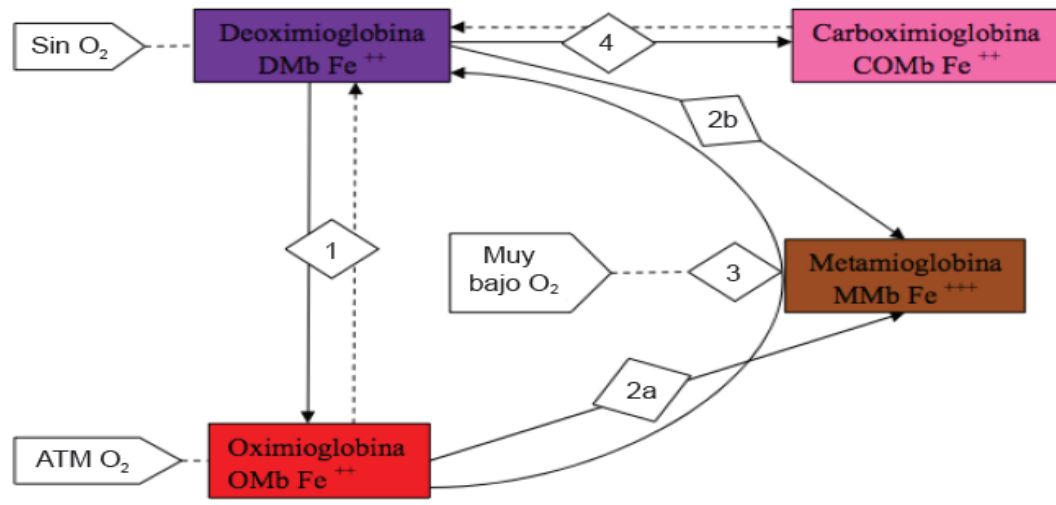 Sin O₂
Deoximioglobina
DMb Fe ⁺⁺
4
Carboximioglobina
COMb Fe ⁺⁺
2b
1
Muy
bajo O₂
3
Metamioglobina
MMb Fe ⁺⁺⁺
2a
ATM O₂
Oximioglobina
OMb Fe ⁺⁺